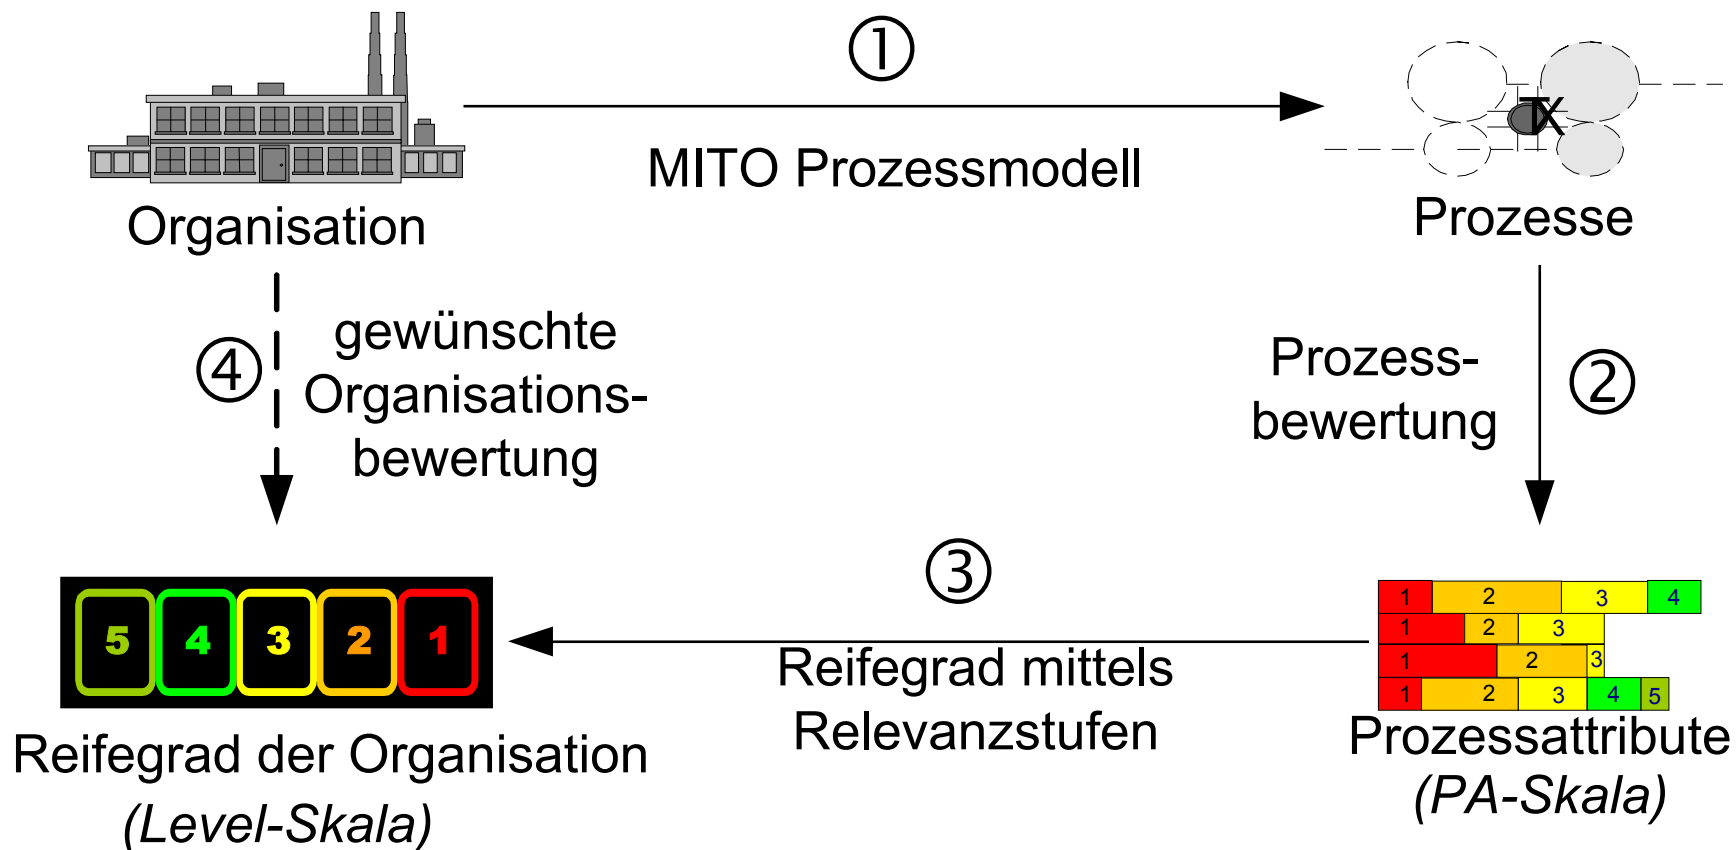 ①
MITO Prozessmodell
TX
Organisation
Prozesse
④
gewünschte
Organisations-
bewertung
Prozess-
bewertung
②
③
5 4 3 2 1
Reifegrad mittels
Relevanzstufen
1 2 3 4
1 2 3
1 2 3
1 2 3 4 5
Reifegrad der Organisation
(Level-Skala)
Prozessattribute
(PA-Skala)